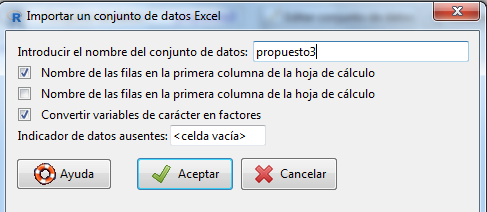 Importar un conjunto de datos Excel
Introducir el nombre del conjunto de datos: propuesto3
Nombre de las filas en la primera columna de la hoja de cálculo
Nombre de las filas en la primera columna de la hoja de cálculo
Convertir variables de carácter en factores
Indicador de datos ausentes: <celda vacía>
Ayuda Aceptar Cancelar